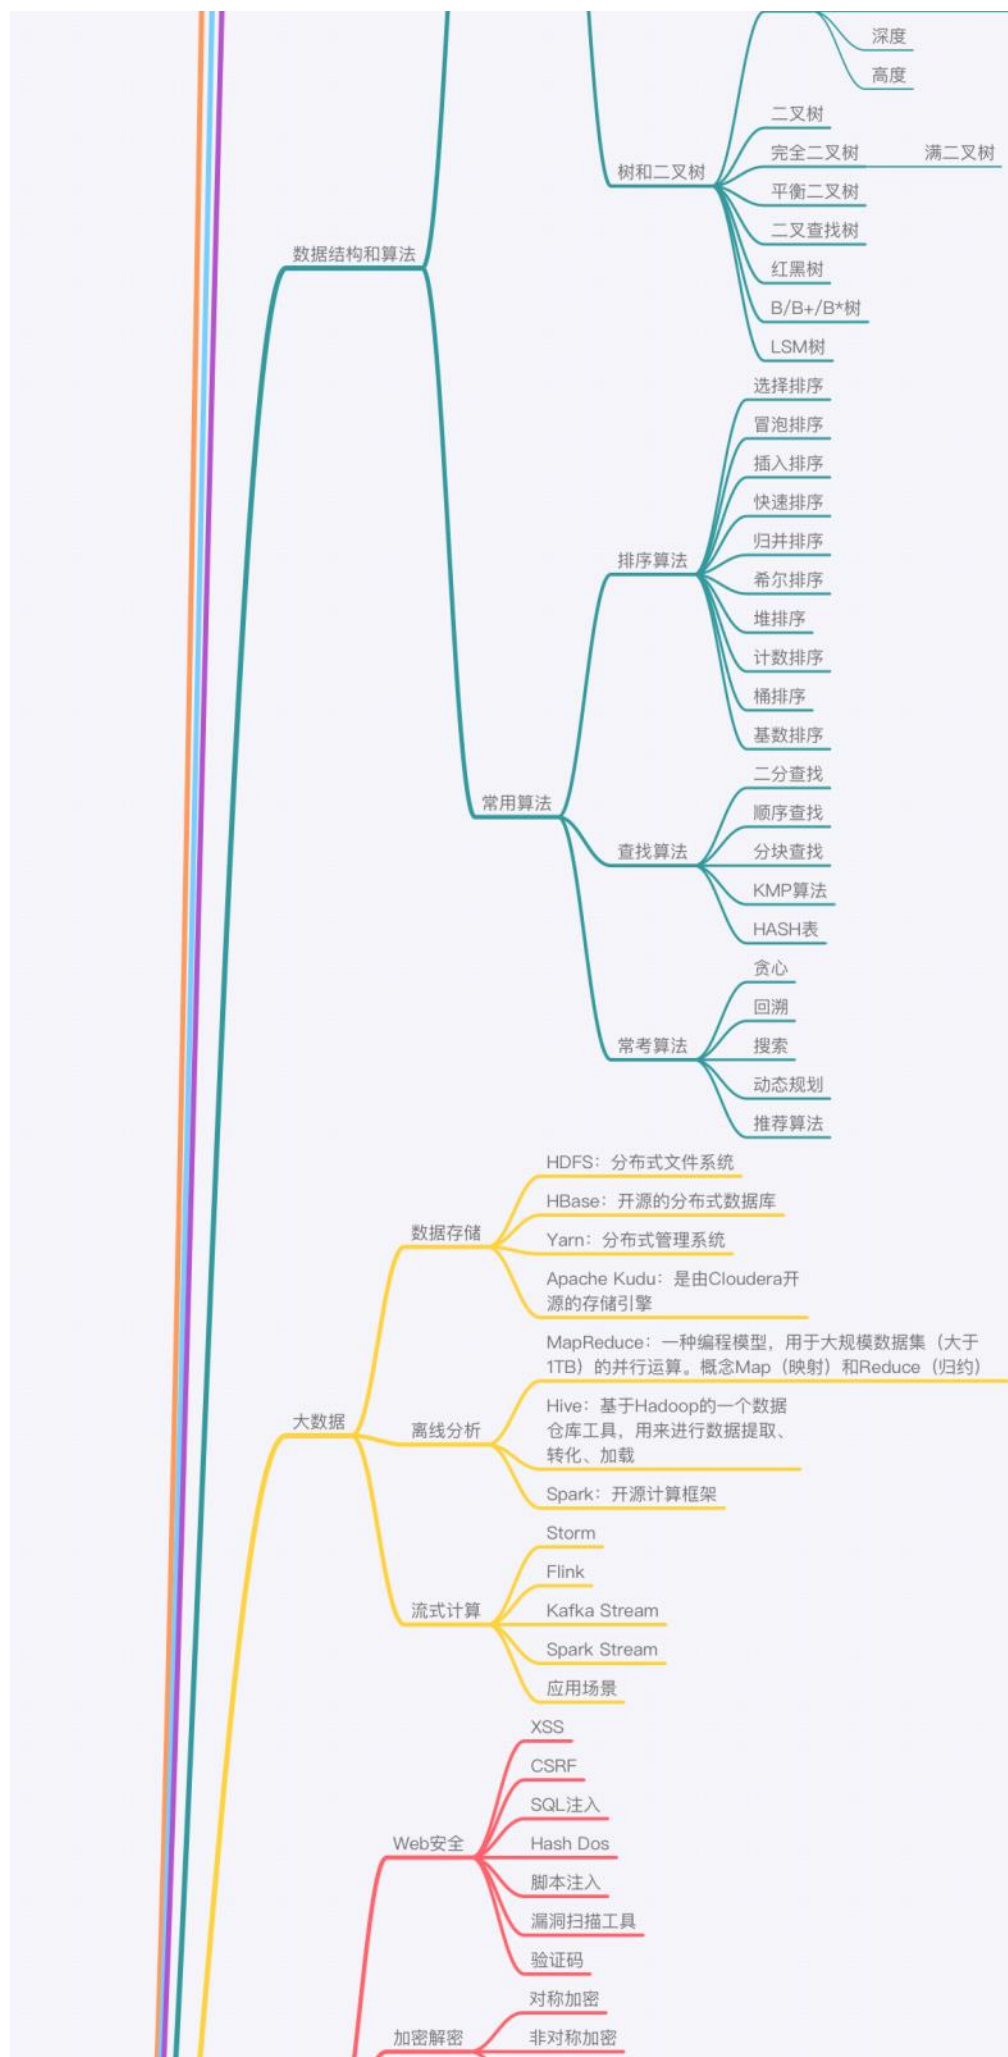 深度
高度
二叉树
完全二叉树
满二叉树
树和二叉树
平衡二叉树
二叉查找树
数据结构和算法
红黑树
B/B+/B*树
LSM树
选择排序
冒泡排序
插入排序
快速排序
归并排序
排序算法
希尔排序
堆排序
计数排序
桶排序
基数排序
常用算法
二分查找
顺序查找
查找算法
分块查找
KMP算法
HASH表
贪心
回溯
常考算法
搜索
动态规划
推荐算法
HDFS：分布式文件系统
HBase：开源的分布式数据库
数据存储
Yarn：分布式管理系统
Apache Kudu：是由Cloudera开
源的存储引擎
MapReduce：一种编程模型，用于大规模数据集（大于
1TB）的并行运算。概念Map（映射）和Reduce（归约）
大数据
离线分析
Hive：基于Hadoop的一个数据
仓库工具，用来进行数据提取、
转化、加载
Spark：开源计算框架
Storm
Flink
流式计算
Kafka Stream
Spark Stream
应用场景
XSS
CSRF
SQL注入
Web安全
Hash Dos
脚本注入
漏洞扫描工具
验证码
对称加密
加密解密
非对称加密